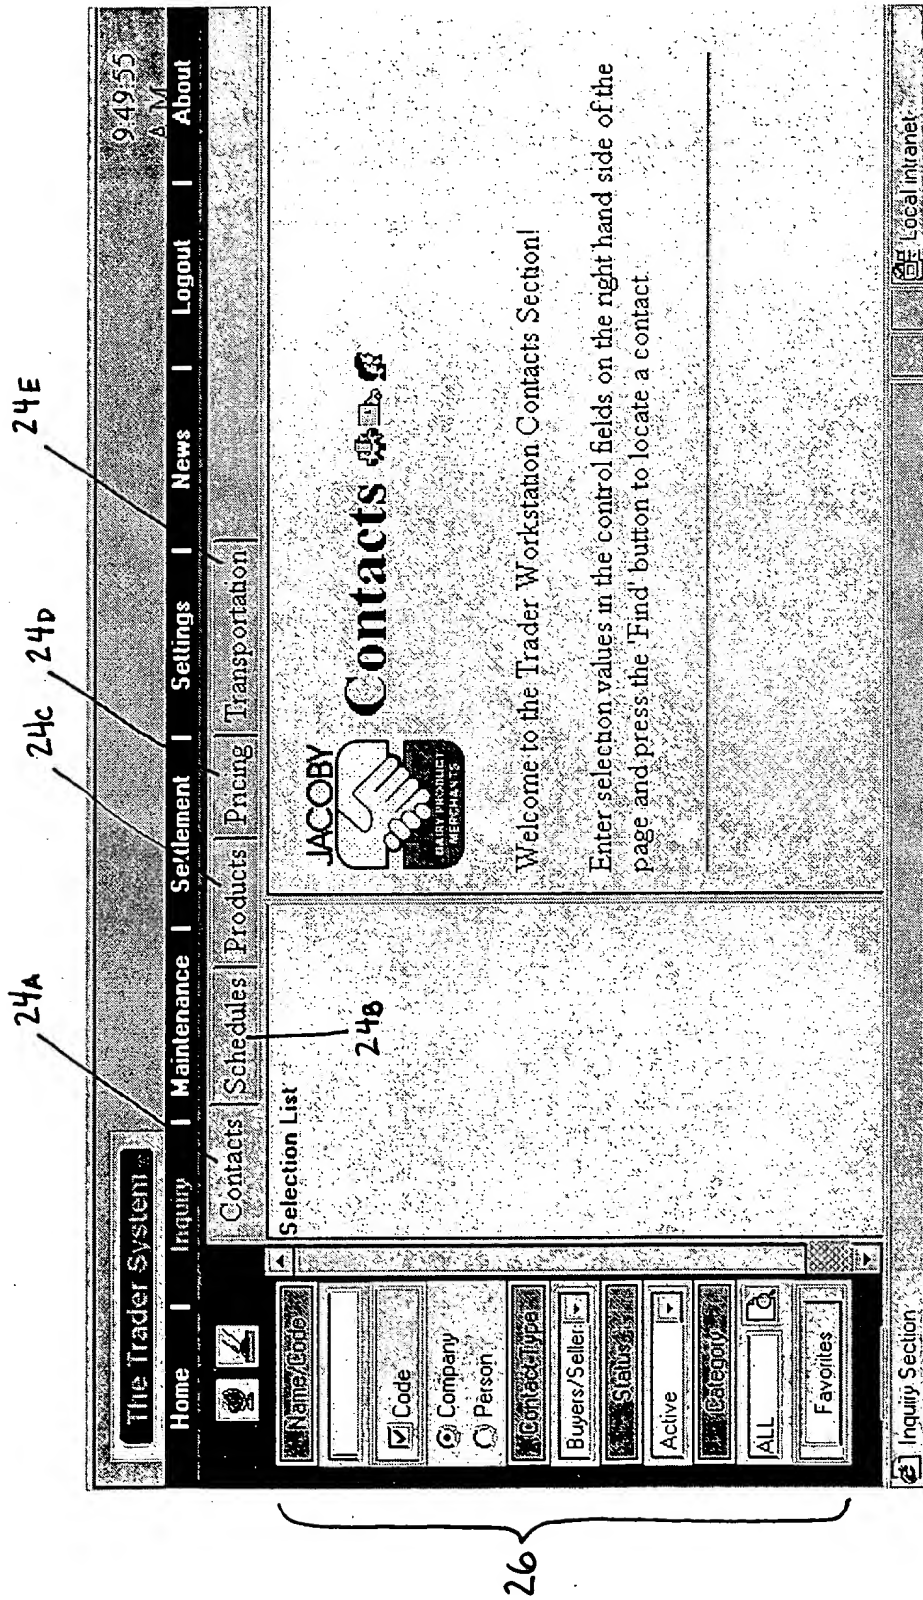 24A
24C
24D
24E
The Trader System
9:49:55
AM
Home | Inquiry | Maintenance | Settlement | Settings | News | Logout | About
Contacts Schedules Products Pricing Transportation
24B
Name/Code
Code
Company
Person
Contact Type
Buyers/Seller
Status
Active
Category
ALL
Favorites
26
Selection List
JACOBY
DAIRY PRODUCT
MERCHANTS
Contacts
Welcome to the Trader Workstation Contacts Section!
Enter selection values in the control fields on the right hand side of the
page and press the 'Find' button to locate a contact
Inquiry Section
Local intranet